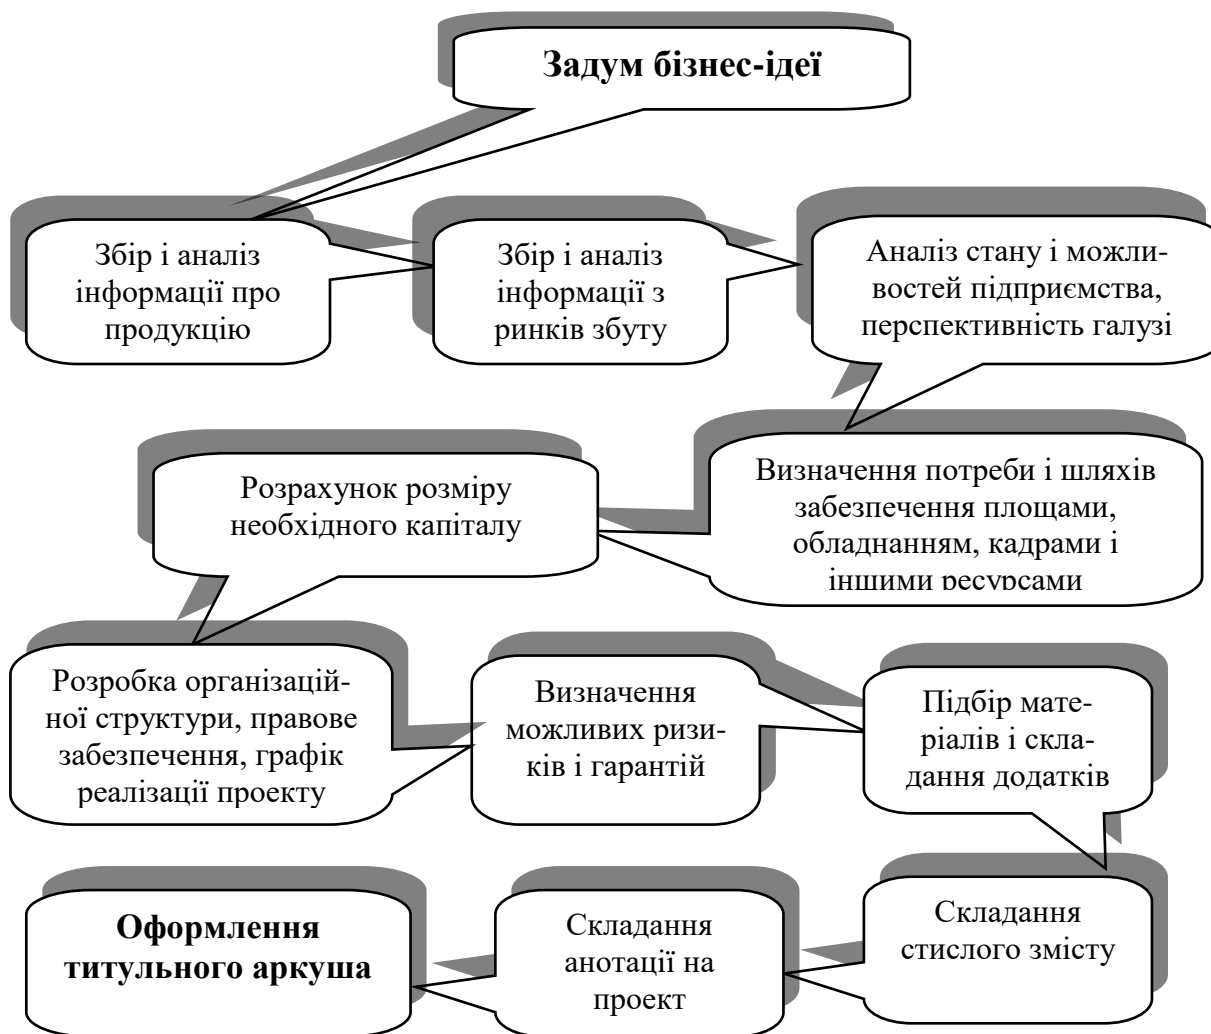 Задум бізнес-ідеї
Збір і аналіз
інформації про
продукцію
Збір і аналіз
інформації з
ринків збуту
Аналіз стану і можли-
востей підприємства,
перспективність галузі
Розрахунок розміру
необхідного капіталу
Визначення потреби і шляхів
забезпечення площами,
обладнанням, кадрами і
іншими ресурсами
Розробка організацій-
ної структури, правове
забезпечення, графік
реалізації проекту
Визначення
можливих ризи-
ків і гарантій
Підбір мате-
ріалів і скла-
дання додатків
Оформлення
титульного аркуша
Складання
анотації на
проект
Складання
стислого змісту